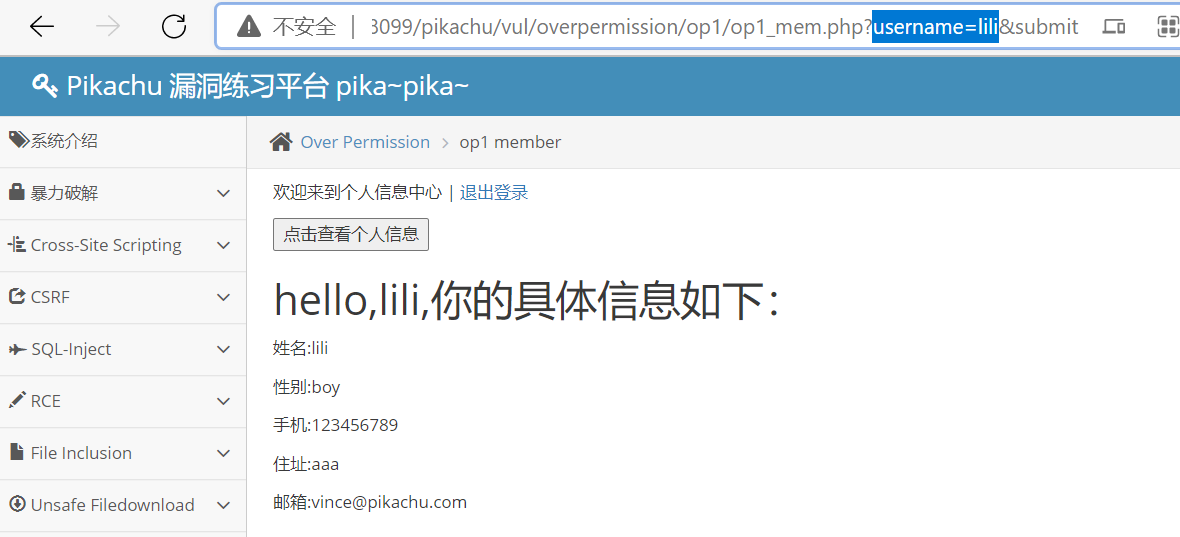 不安全 | 3099/pikachu/vul/overpermission/op1/op1_mem.php?username=lili&submit
Pikachu 漏洞练习平台 pika~pika~
系统介绍
暴力破解
Cross-Site Scripting
CSRF
SQL-Inject
RCE
File Inclusion
Unsafe Filedownload
Over Permission > op1 member
欢迎来到个人信息中心 | 退出登录
点击查看个人信息
hello,lili,你的具体信息如下：
姓名:lili
性别:boy
手机:123456789
住址:aaa
邮箱:vince@pikachu.com